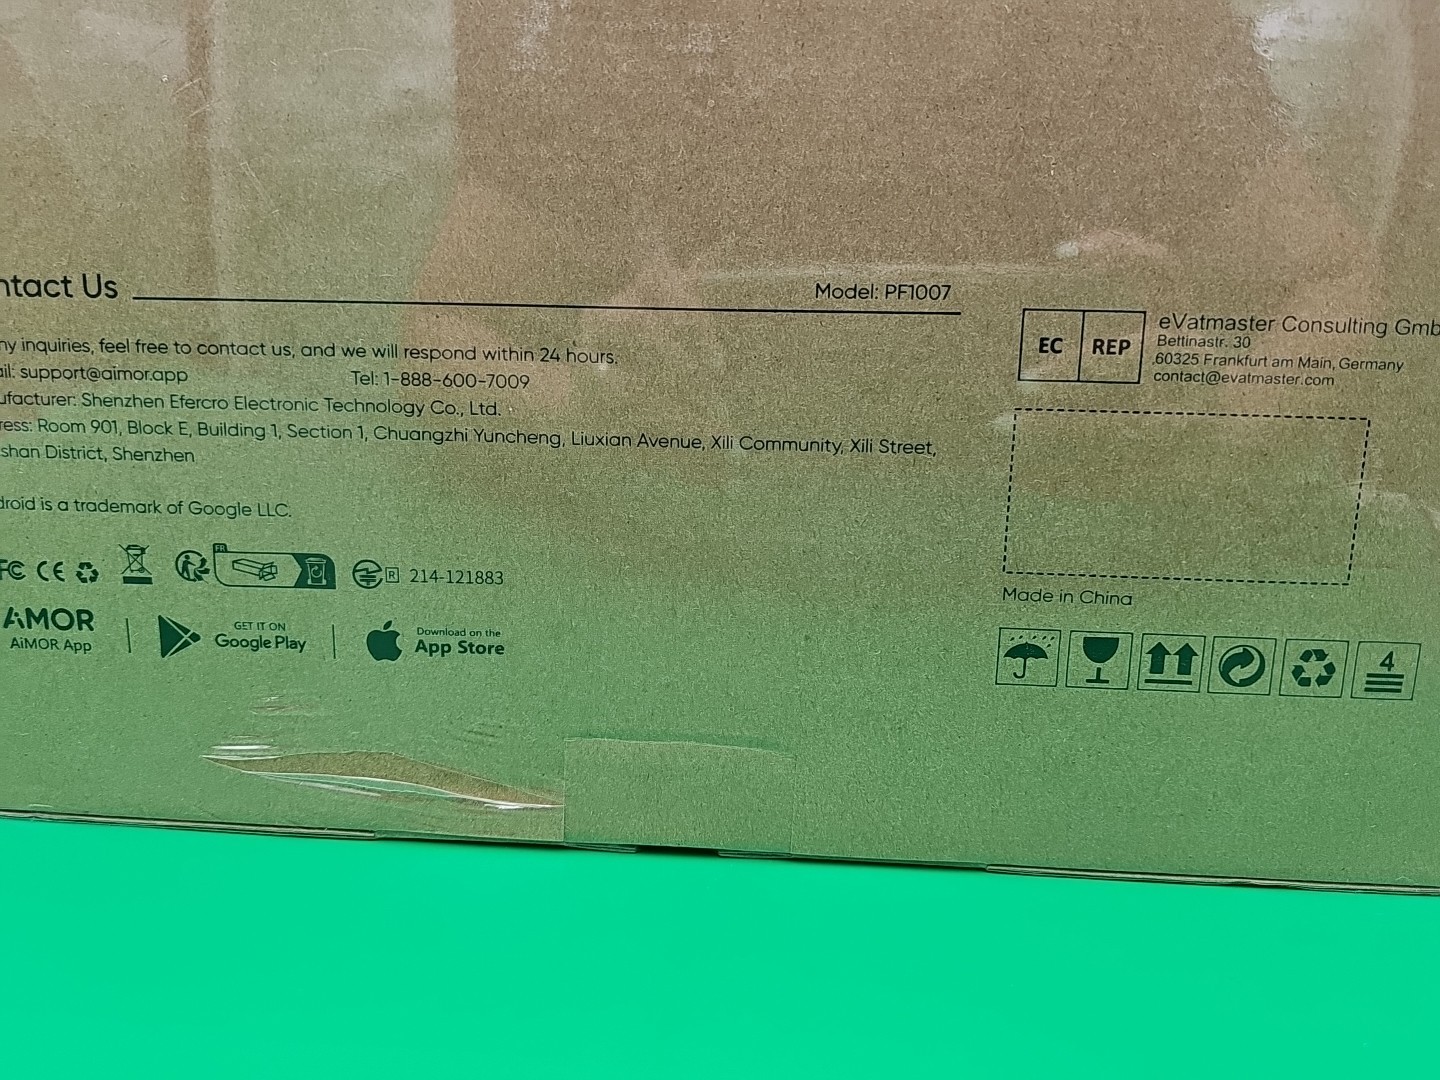 ntact Us
Model: PF1007
ny inquiries, feel free to contact us, and we will respond within 24 hours.
ail: support@aimor.app Tel: 1-888-600-7009
ufacturer: Shenzhen Efercro Electronic Technology Co., Ltd.
ress: Room 901, Block E, Building 1, Section 1, Chuangzhi Yuncheng, Liuxian Avenue, Xili Community, Xili Street,
shan District, Shenzhen
droid is a trademark of Google LLC.
FC CE FR R 214-121883
AiMOR
AiMOR App
GET IT ON
Google Play
Download on the
App Store
EC REP
eVatmaster Consulting Gmb
Bettinastr. 30
60325 Frankfurt am Main, Germany
contact@evatmaster.com
Made in China
4